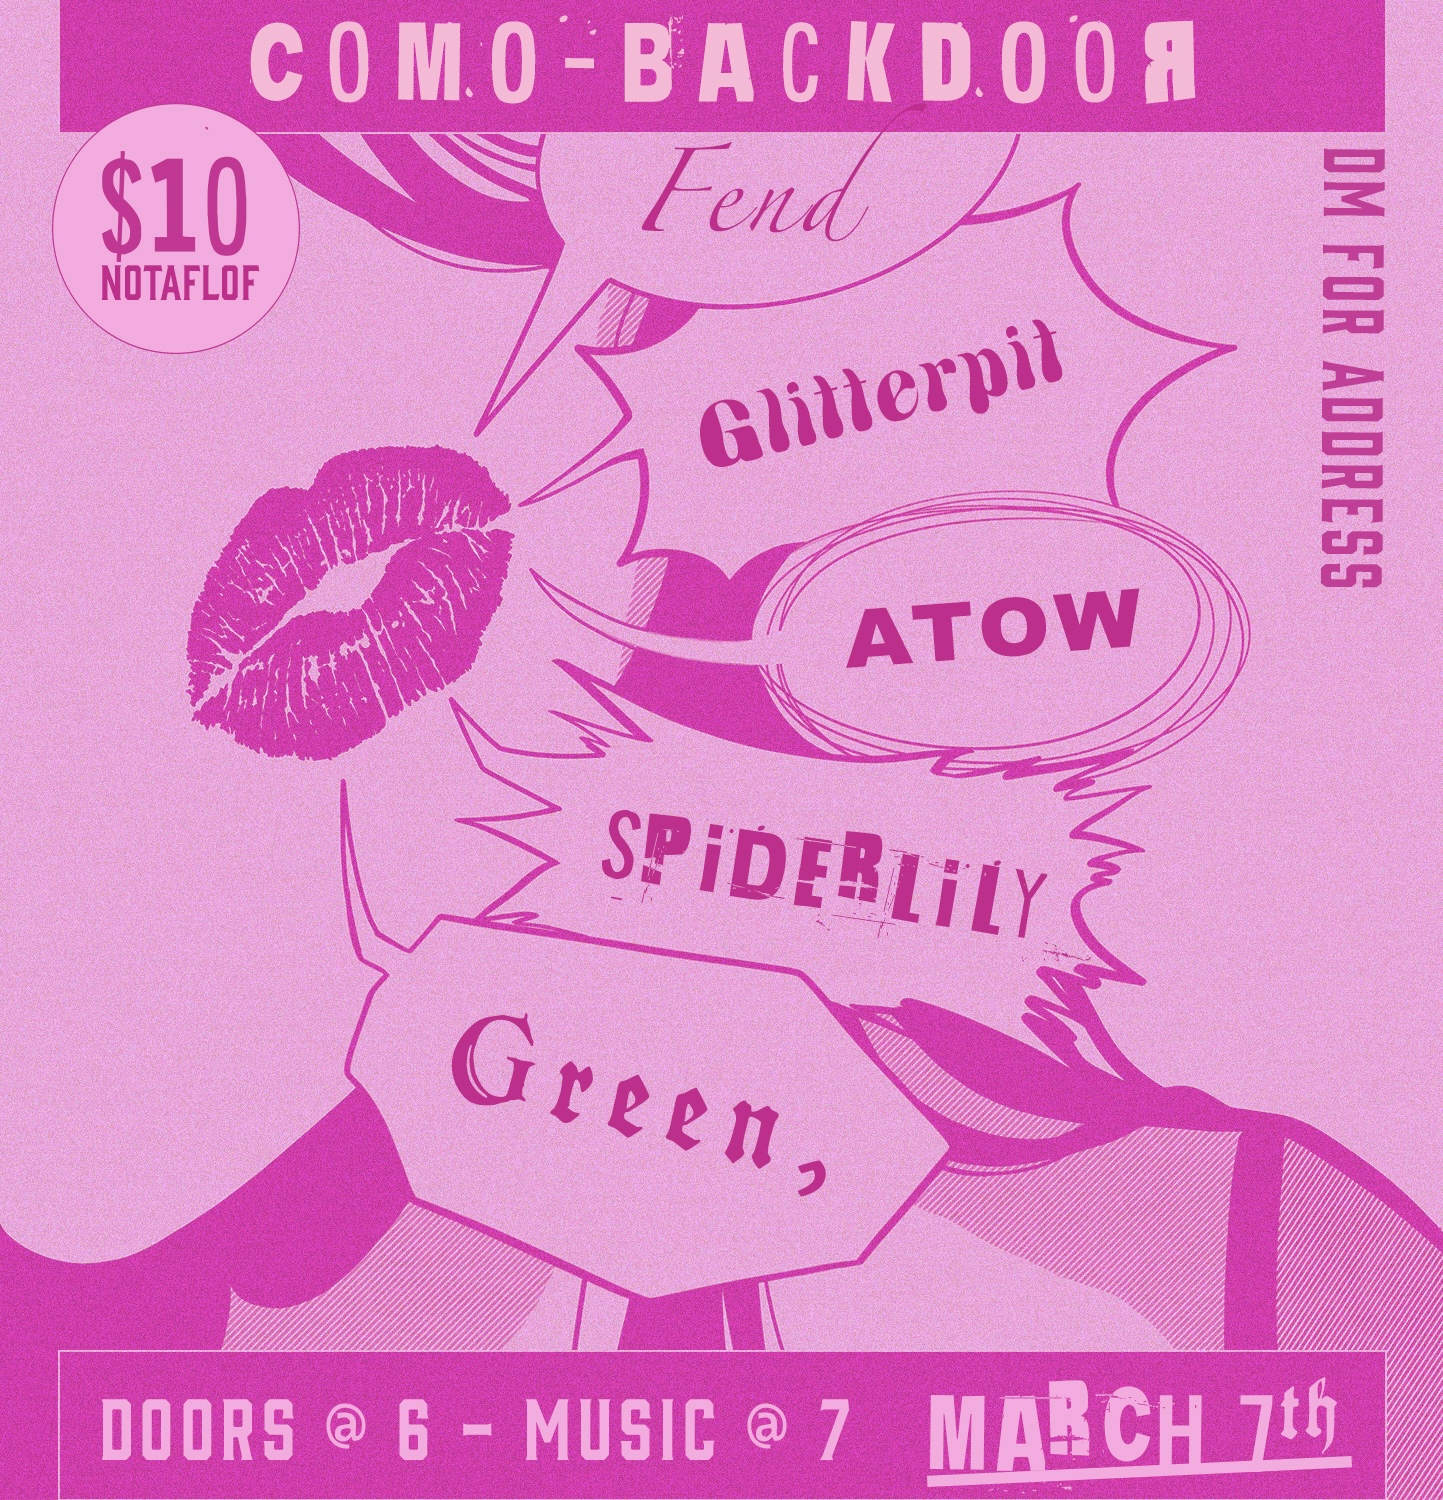 COMO-BACKDOOR
$10
NOTAFLOF
DM FOR ADDRESS
Fend
Glitterpit
ATOW
SPiDERLiLY
Green,
DOORS @ 6 - MUSIC @ 7
MARCH 7th